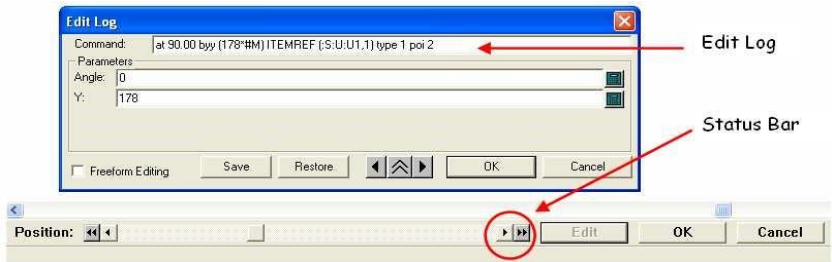 Edit Log
Command: at 90.00 byy (178*#M) ITEMREF (;S:U:U1,1) type 1 poi 2
Edit Log
Parameters
Angle: 0
Y: 178
Status Bar
Freeform Editing Save Restore OK Cancel
Position: Edit OK Cancel